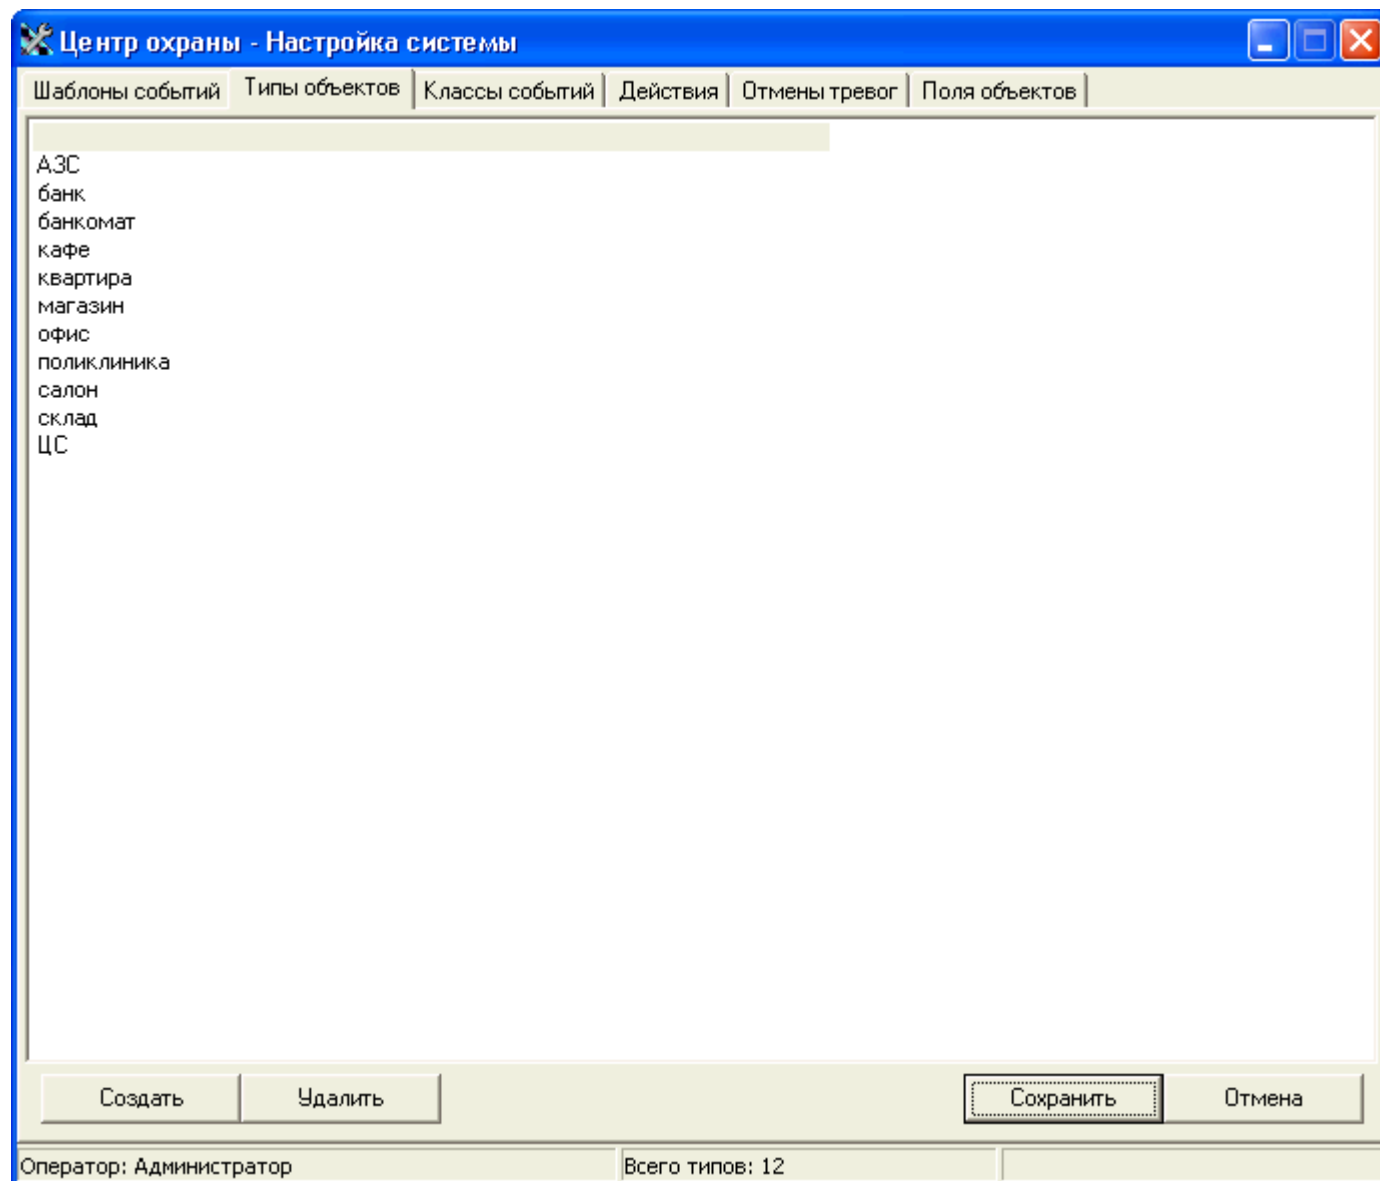 Центр охраны - Настройка системы
Шаблоны событий Типы объектов Классы событий Действия Отмены тревог Поля объектов
АЗС
банк
банкомат
кафе
квартира
магазин
офис
поликлиника
салон
склад
ЦС
Создать Удалить Сохранить Отмена
Оператор: Администратор Всего типов: 12